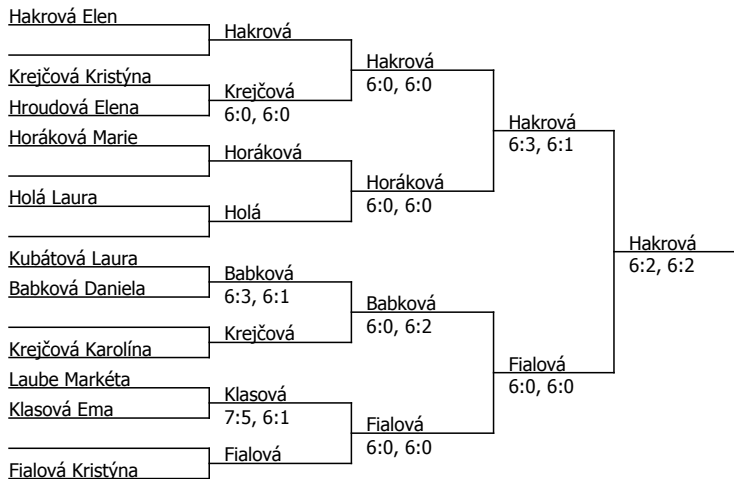 Hakrová Elen
Hakrová
Hakrová
6:0, 6:0
Krejčová Kristýna
Krejčová
6:0, 6:0
Hroudová Elena
Hakrová
6:3, 6:1
Horáková Marie
Horáková
Horáková
6:0, 6:0
Holá Laura
Holá
Hakrová
6:2, 6:2
Kubátová Laura
Babková
6:3, 6:1
Babková Daniela
Babková
6:0, 6:2
Krejčová
Krejčová Karolína
Fialová
6:0, 6:0
Laube Markéta
Klasová
7:5, 6:1
Klasová Ema
Fialová
6:0, 6:0
Fialová
Fialová Kristýna